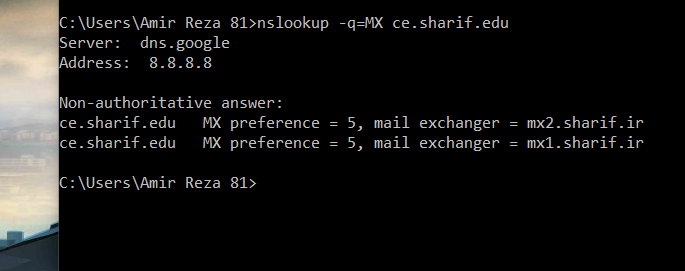 C:\Users\Amir Reza 81>nslookup -q=MX ce.sharif.edu
Server:  dns.google
Address:  8.8.8.8
Non-authoritative answer:
ce.sharif.edu   MX preference = 5, mail exchanger = mx2.sharif.ir
ce.sharif.edu   MX preference = 5, mail exchanger = mx1.sharif.ir
C:\Users\Amir Reza 81>